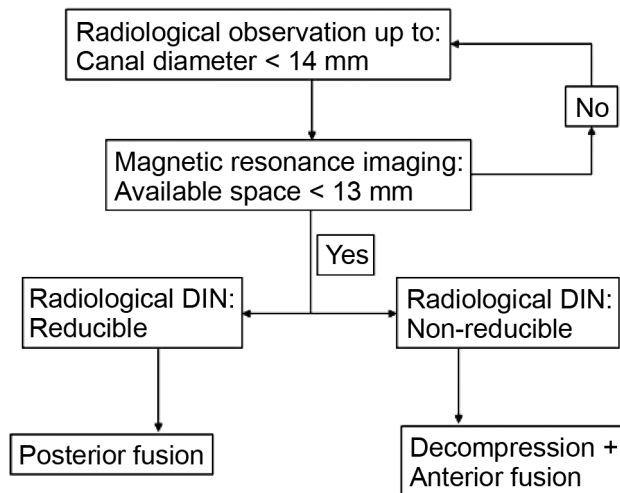 Radiological observation up to:
Canal diameter < 14 mm
No
Magnetic resonance imaging:
Available space < 13 mm
Yes
Radiological DIN:
Reducible
Radiological DIN:
Non-reducible
Posterior fusion
Decompression +
Anterior fusion